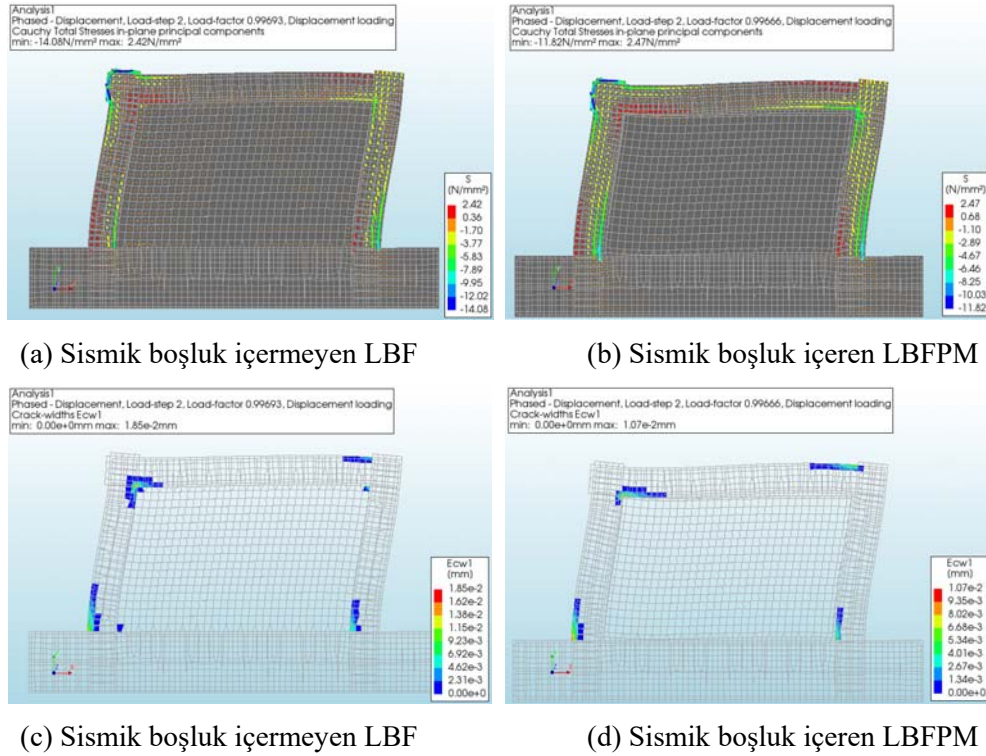 Analysis1
Phased - Displacement, Load-step 2, Load-factor 0.99693, Displacement loading
Cauchy Total Stresses in-plane principal components
min: -14.08N/mm² max: 2.42N/mm²
S
(N/mm²)
2.42
0.36
-1.70
-3.77
-5.83
-7.89
-9.95
-12.02
-14.08
Analysis1
Phased - Displacement, Load-step 2, Load-factor 0.99666, Displacement loading
Cauchy Total Stresses in-plane principal components
min: -11.82N/mm² max: 2.47N/mm²
S
(N/mm²)
2.47
0.68
-1.10
-2.89
-4.67
-6.46
-8.25
-10.03
-11.82
(a) Sismik boşluk içermeyen LBF
(b) Sismik boşluk içeren LBFPM
Analysis1
Phased - Displacement, Load-step 2, Load-factor 0.99693, Displacement loading
Crack-widths Ecw1
min: 0.00e+0mm max: 1.85e-2mm
Ecw1
(mm)
1.85e-2
1.62e-2
1.38e-2
1.15e-2
9.23e-3
6.92e-3
4.62e-3
2.31e-3
0.00e+0
Analysis1
Phased - Displacement, Load-step 2, Load-factor 0.99666, Displacement loading
Crack-widths Ecw1
min: 0.00e+0mm max: 1.07e-2mm
Ecw1
(mm)
1.07e-2
9.35e-3
8.02e-3
6.68e-3
5.34e-3
4.01e-3
2.67e-3
1.34e-3
0.00e+0
(c) Sismik boşluk içermeyen LBF
(d) Sismik boşluk içeren LBFPM